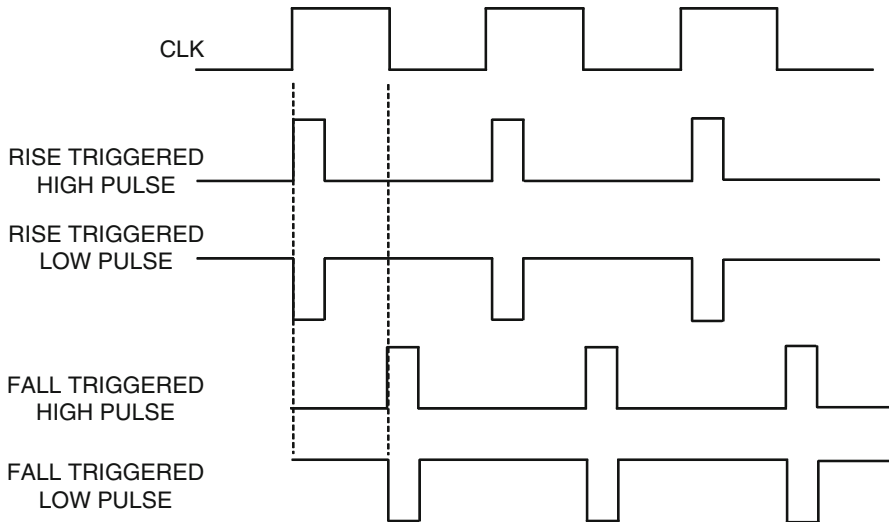 CLK
RISE TRIGGERED
HIGH PULSE
RISE TRIGGERED
LOW PULSE
FALL TRIGGERED
HIGH PULSE
FALL TRIGGERED
LOW PULSE